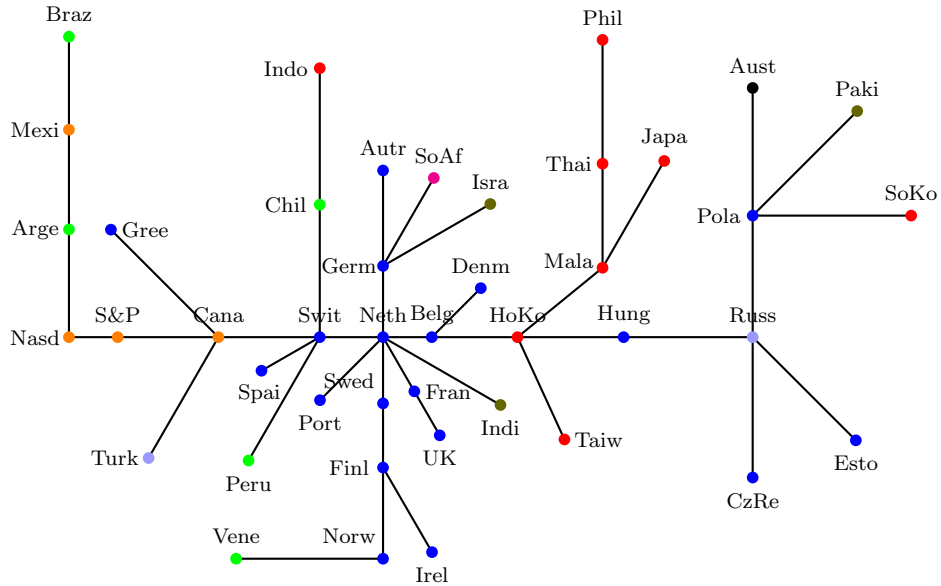 Braz
Phil
Indo
Aust
Paki
Mexi
Autr
SoAf
Japa
Thai
Isra
SoKo
Chil
Pola
Arge
Gree
Germ
Denm
Mala
Nasd
S&P
Cana
Swit
Neth
Belg
HoKo
Hung
Russ
Spai
Swed
Fran
Port
Indi
Taiw
Turk
Peru
Finl
UK
Esto
CzRe
Vene
Norw
Irel